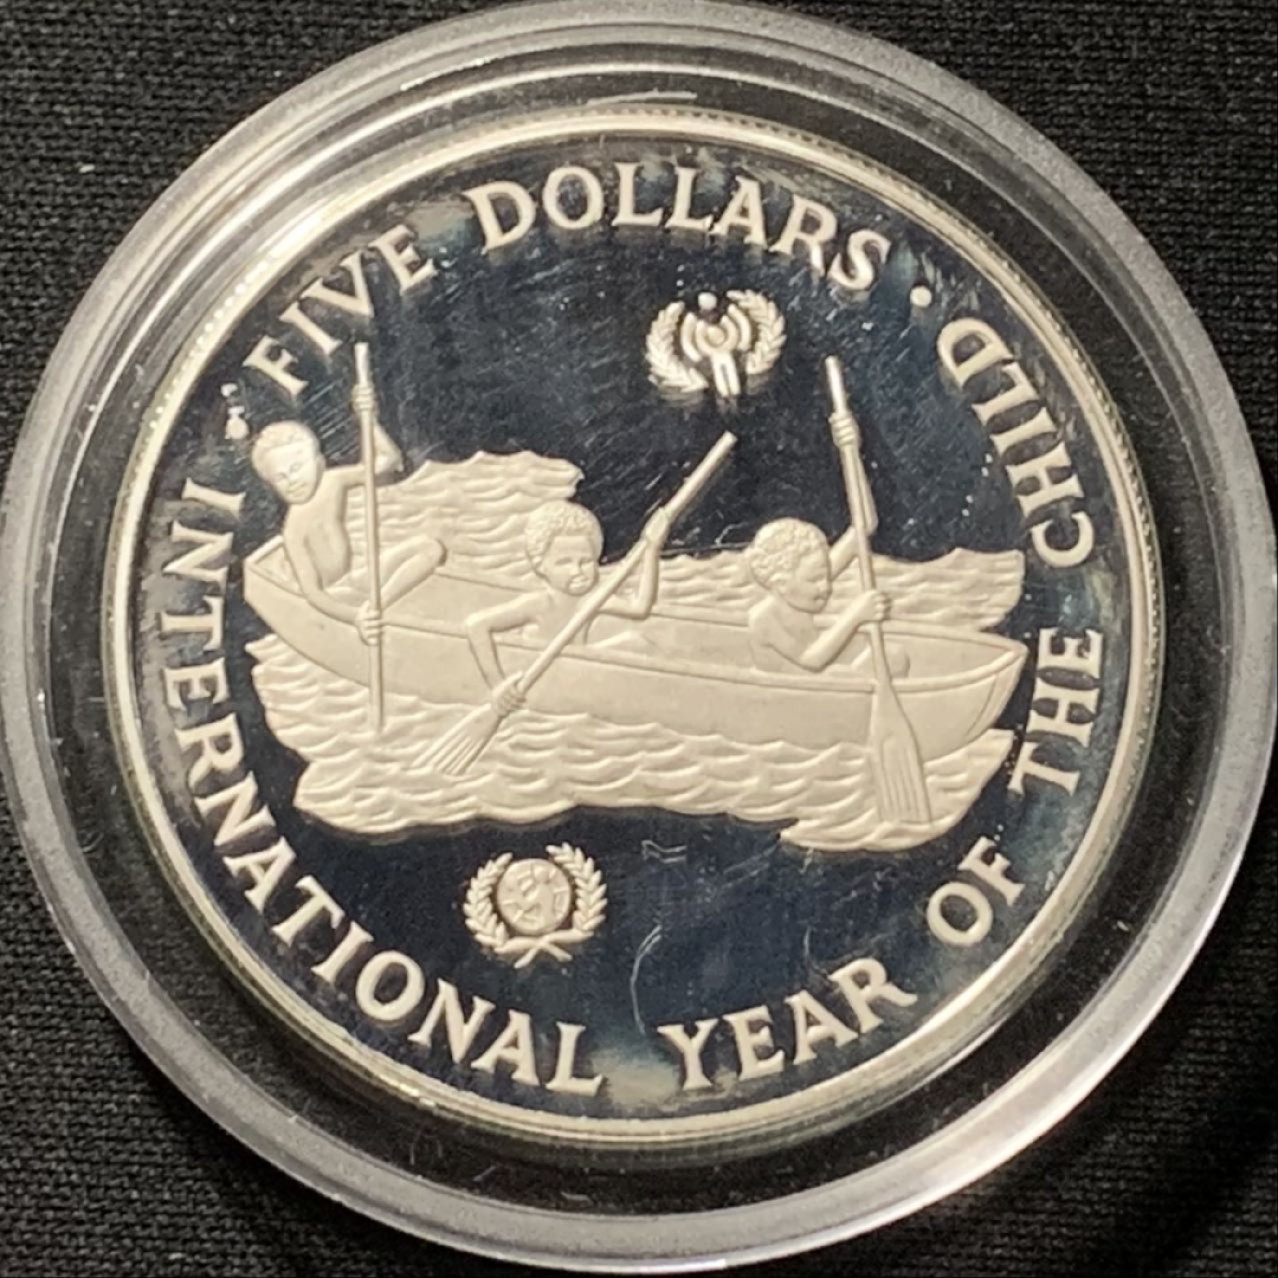 FIVE DOLLARS ·
INTERNATIONAL YEAR OF THE CHILD